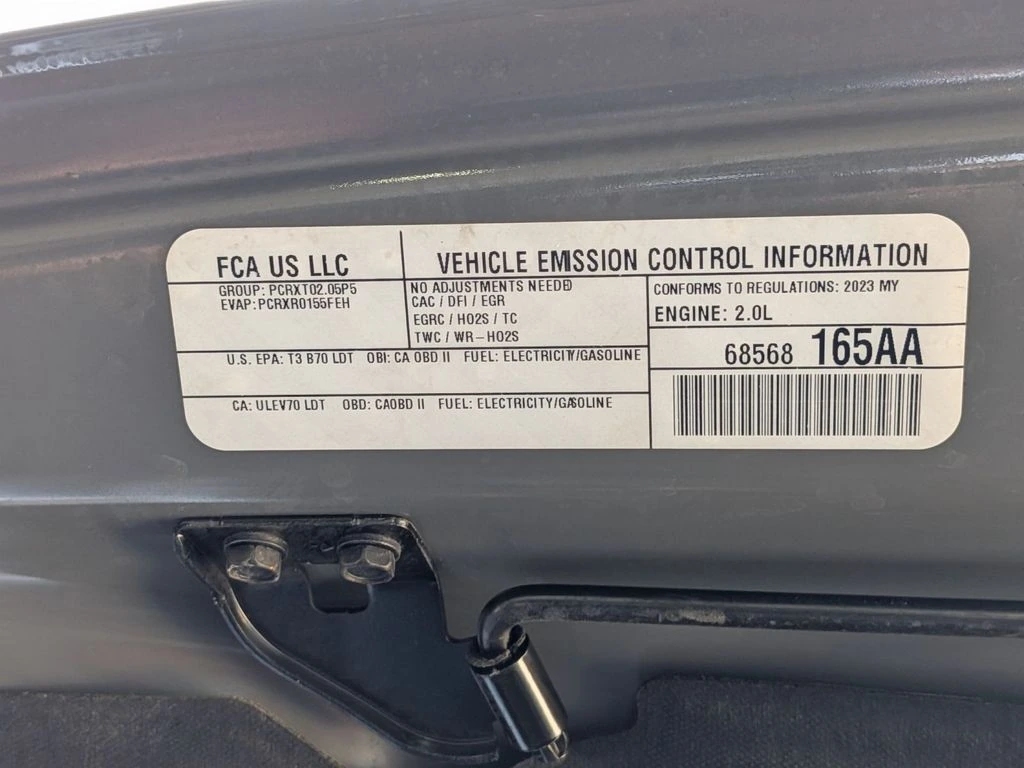 FCA US LLC
GROUP: PCRXT02.05P5
EVAP: PCRXR0155FEH
VEHICLE EMISSION CONTROL INFORMATION
NO ADJUSTMENTS NEEDED
CAC / DFI / EGR
EGRC / HO2S / TC
TWC / WR-HO2S
CONFORMS TO REGULATIONS: 2023 MY
ENGINE: 2.0L
68568 165AA
U.S. EPA: T3 B70 LDT OBI: CA OBD II FUEL: ELECTRICITY/GASOLINE
CA: ULEV70 LDT OBD: CAOBD II FUEL: ELECTRICITY/GASOLINE